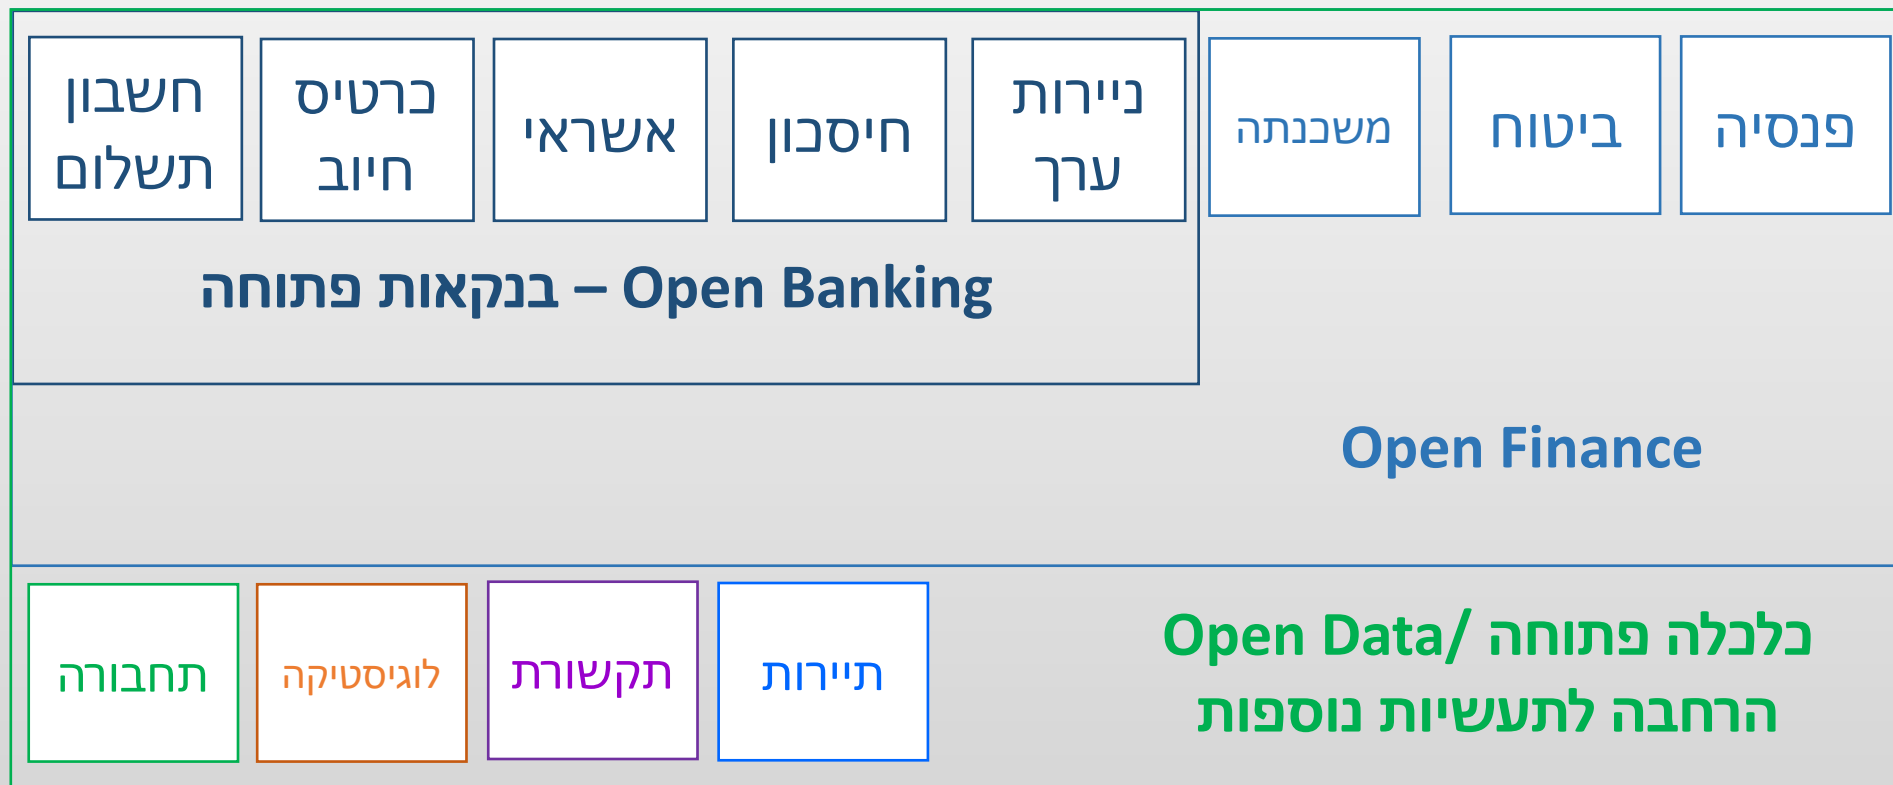 פנסיה
ביטוח
משכנתה
ניירות
ערך
חיסכון
אשראי
כרטיס
חיוב
חשבון
תשלום
Open Banking – בנקאות פתוחה
Open Finance
כלכלה פתוחה /Open Data
הרחבה לתעשיות נוספות
תיירות
תקשורת
לוגיסטיקה
תחבורה